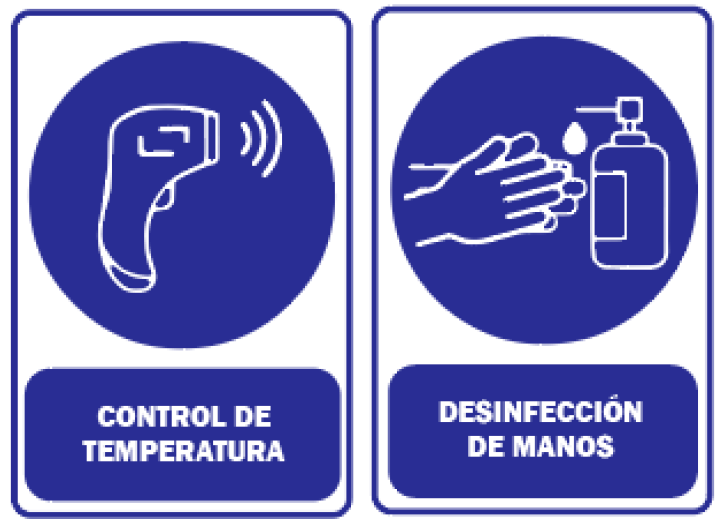 CONTROL DE
TEMPERATURA
DESINFECCIÓN
DE MANOS